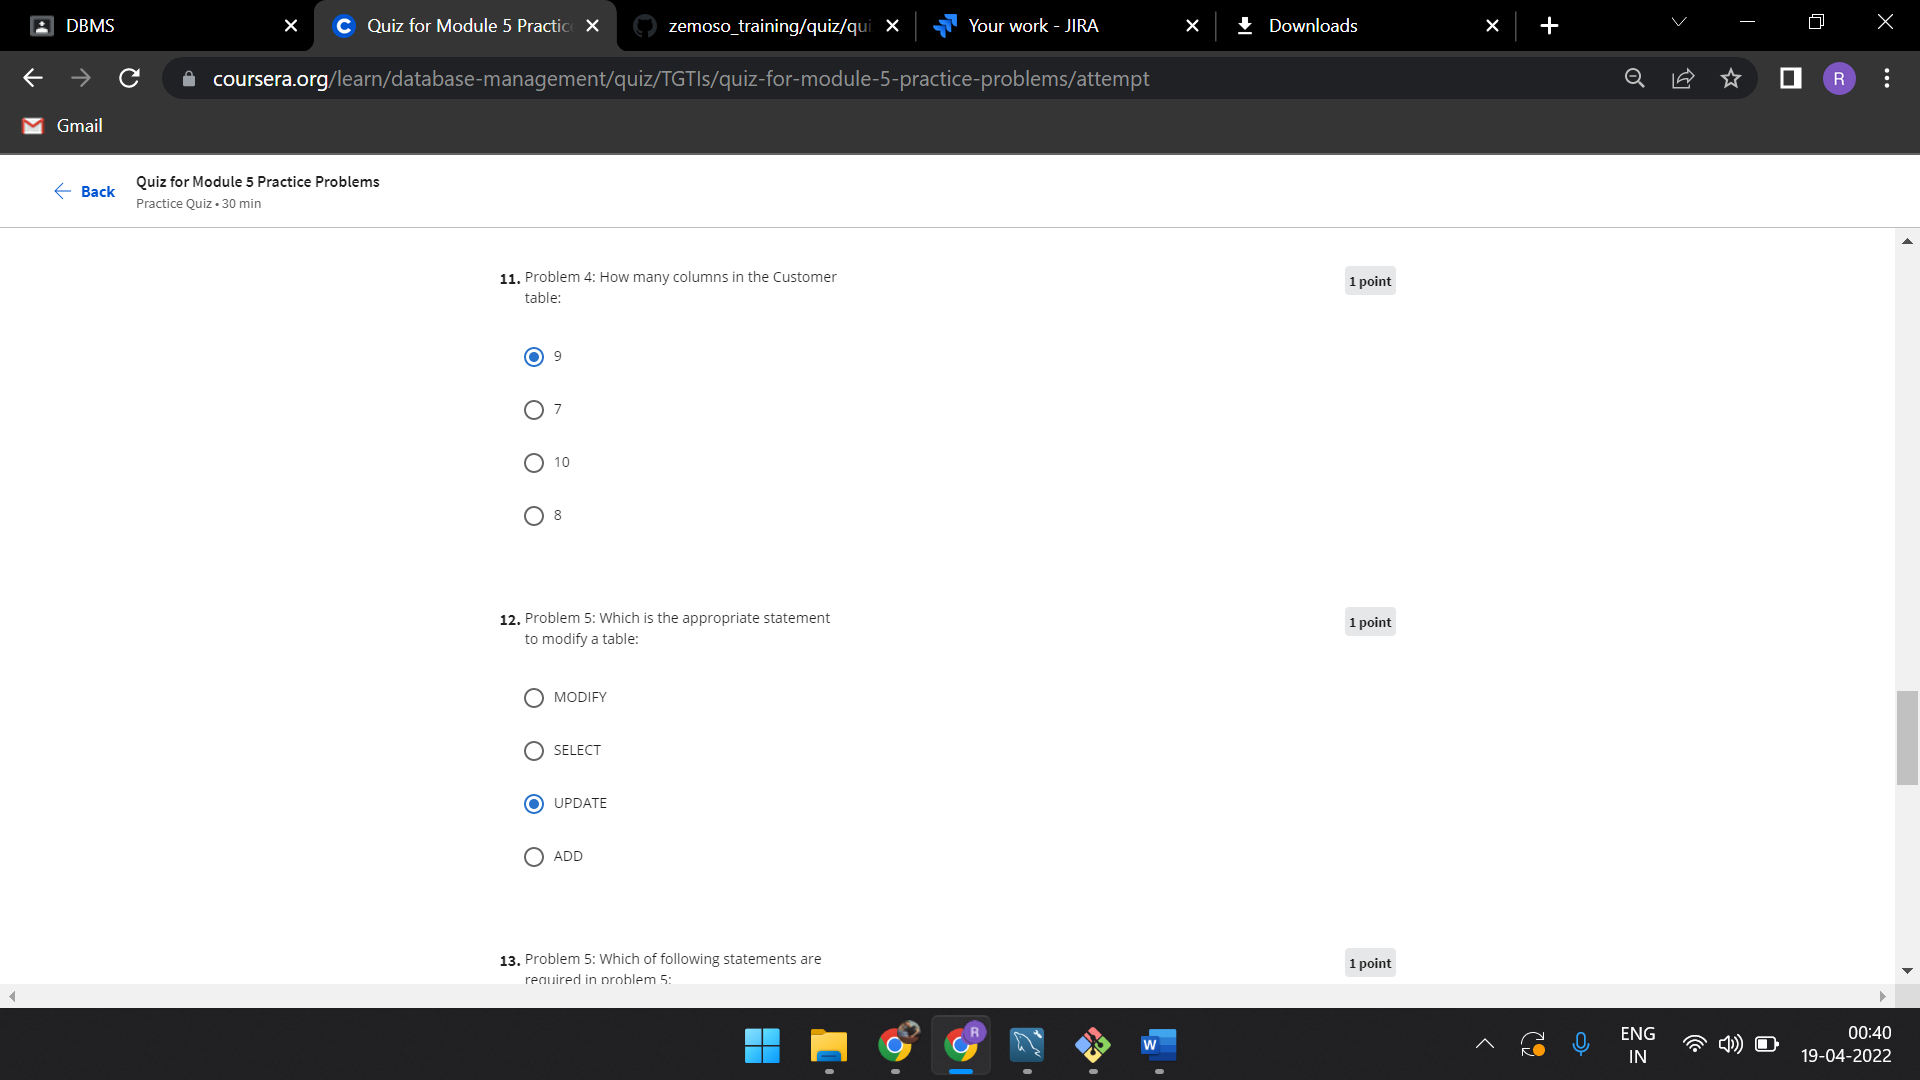 DBMS
Quiz for Module 5 Practic
zemoso_training/quiz/qui
Your work - JIRA
Downloads
coursera.org/learn/database-management/quiz/TGTIs/quiz-for-module-5-practice-problems/attempt
R
Gmail
Back
Quiz for Module 5 Practice Problems
Practice Quiz • 30 min
11. Problem 4: How many columns in the Customer
table:
1 point
9
7
10
8
12. Problem 5: Which is the appropriate statement
to modify a table:
1 point
MODIFY
SELECT
UPDATE
ADD
13. Problem 5: Which of following statements are
required in problem 5:
1 point
R
W
ENG
IN
00:40
19-04-2022